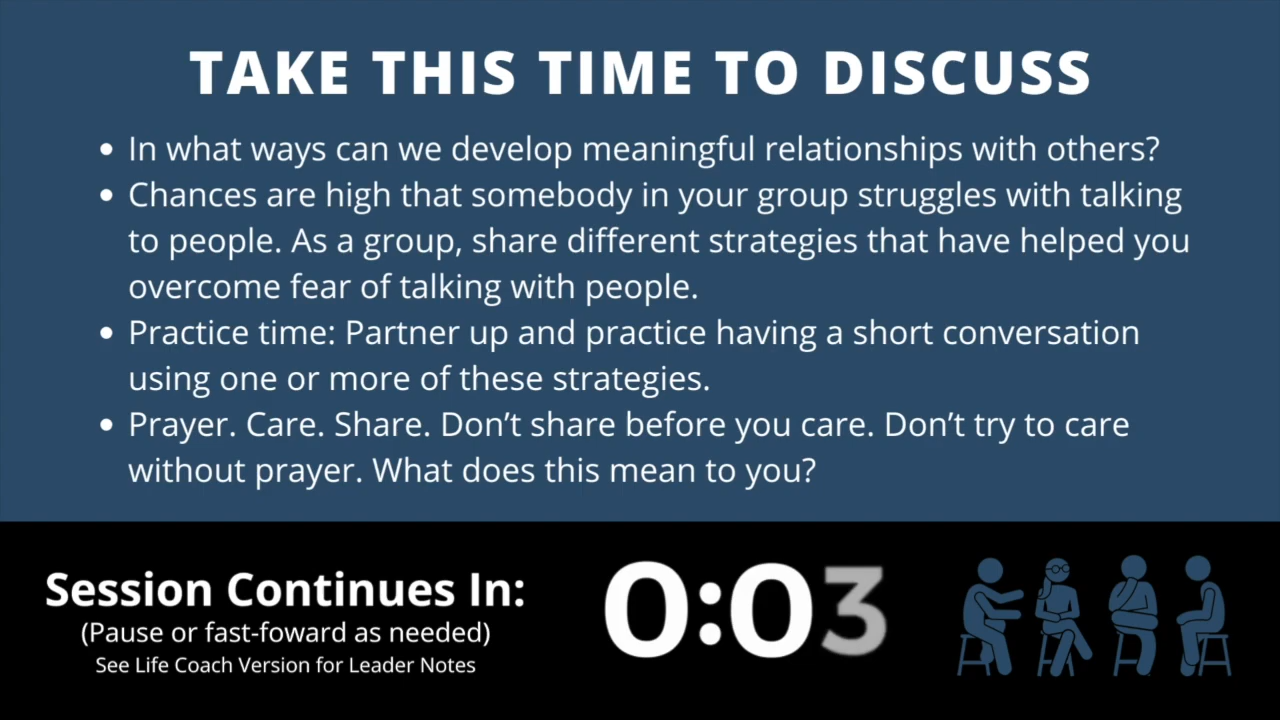 TAKE THIS TIME TO DISCUSS
• In what ways can we develop meaningful relationships with others?
• Chances are high that somebody in your group struggles with talking
to people. As a group, share different strategies that have helped you
overcome fear of talking with people.
• Practice time: Partner up and practice having a short conversation
using one or more of these strategies.
• Prayer. Care. Share. Don’t share before you care. Don’t try to care
without prayer. What does this mean to you?
Session Continues In:
(Pause or fast-foward as needed)
See Life Coach Version for Leader Notes
0:03